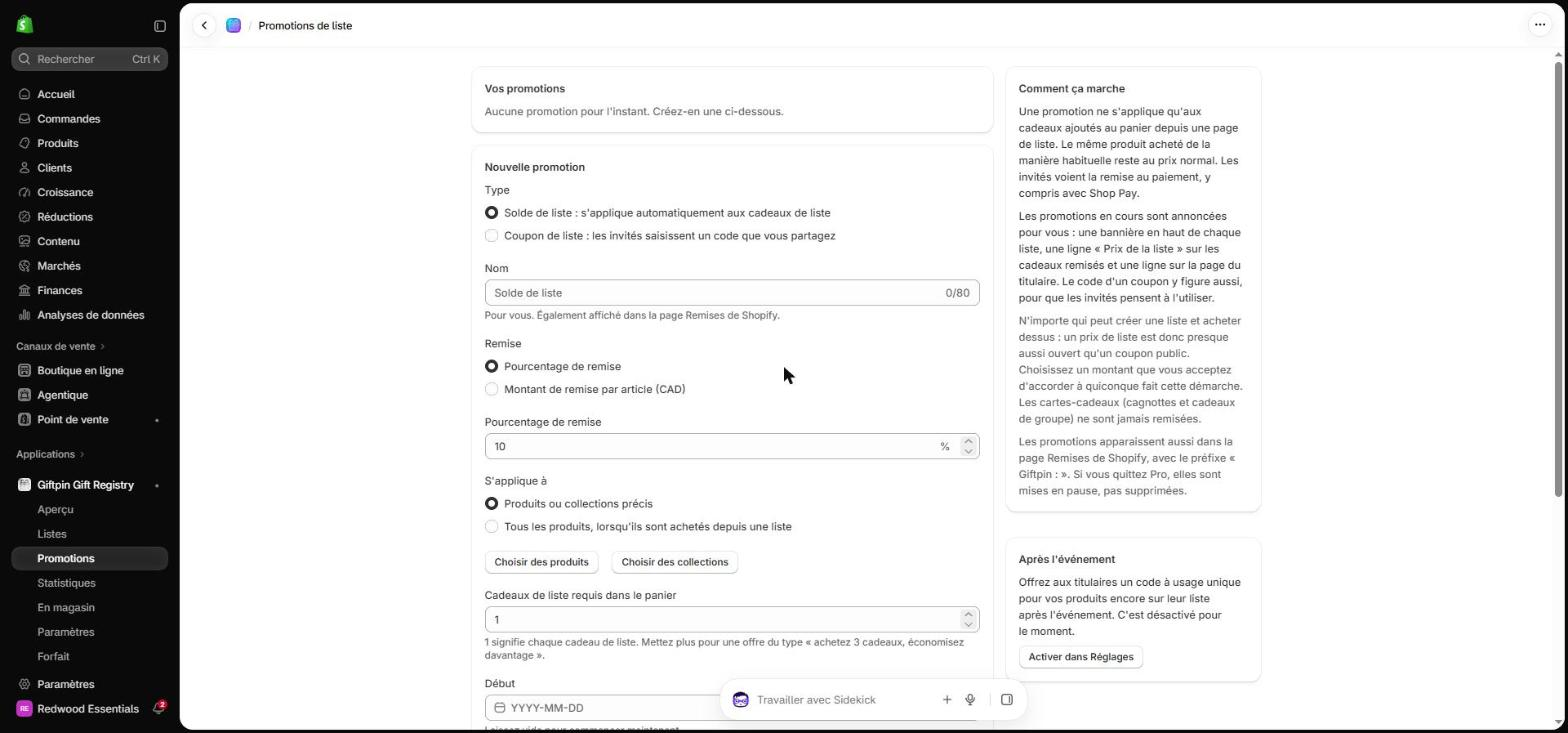 Rechercher
Ctrl K
Accueil
Commandes
Produits
Clients
Croissance
Réductions
Contenu
Marchés
Finances
Analyses de données
Canaux de vente
Boutique en ligne
Agentique
Point de vente
Applications
Giftpin Gift Registry
Aperçu
Listes
Promotions
Statistiques
En magasin
Paramètres
Forfait
Paramètres
RE
Redwood Essentials
2
/ Promotions de liste
Vos promotions
Aucune promotion pour l'instant. Créez-en une ci-dessous.
Nouvelle promotion
Type
Solde de liste : s'applique automatiquement aux cadeaux de liste
Coupon de liste : les invités saisissent un code que vous partagez
Nom
Solde de liste
0/80
Pour vous. Également affiché dans la page Remises de Shopify.
Remise
Pourcentage de remise
Montant de remise par article (CAD)
Pourcentage de remise
10
%
S'applique à
Produits ou collections précis
Tous les produits, lorsqu'ils sont achetés depuis une liste
Choisir des produits
Choisir des collections
Cadeaux de liste requis dans le panier
1
1 signifie chaque cadeau de liste. Mettez plus pour une offre du type « achetez 3 cadeaux, économisez
davantage ».
Début
YYYY-MM-DD
Laissez vide pour commencer maintenant.
Travailler avec Sidekick
Comment ça marche
Une promotion ne s'applique qu'aux
cadeaux ajoutés au panier depuis une page
de liste. Le même produit acheté de la
manière habituelle reste au prix normal. Les
invités voient la remise au paiement, y
compris avec Shop Pay.
Les promotions en cours sont annoncées
pour vous : une bannière en haut de chaque
liste, une ligne « Prix de la liste » sur les
cadeaux remisés et une ligne sur la page du
titulaire. Le code d'un coupon y figure aussi,
pour que les invités pensent à l'utiliser.
N'importe qui peut créer une liste et acheter
dessus : un prix de liste est donc presque
aussi ouvert qu'un coupon public.
Choisissez un montant que vous acceptez
d'accorder à quiconque fait cette démarche.
Les cartes-cadeaux (cagnottes et cadeaux
de groupe) ne sont jamais remisées.
Les promotions apparaissent aussi dans la
page Remises de Shopify, avec le préfixe «
Giftpin : ». Si vous quittez Pro, elles sont
mises en pause, pas supprimées.
Après l'événement
Offrez aux titulaires un code à usage unique
pour vos produits encore sur leur liste
après l'événement. C'est désactivé pour
le moment.
Activer dans Réglages